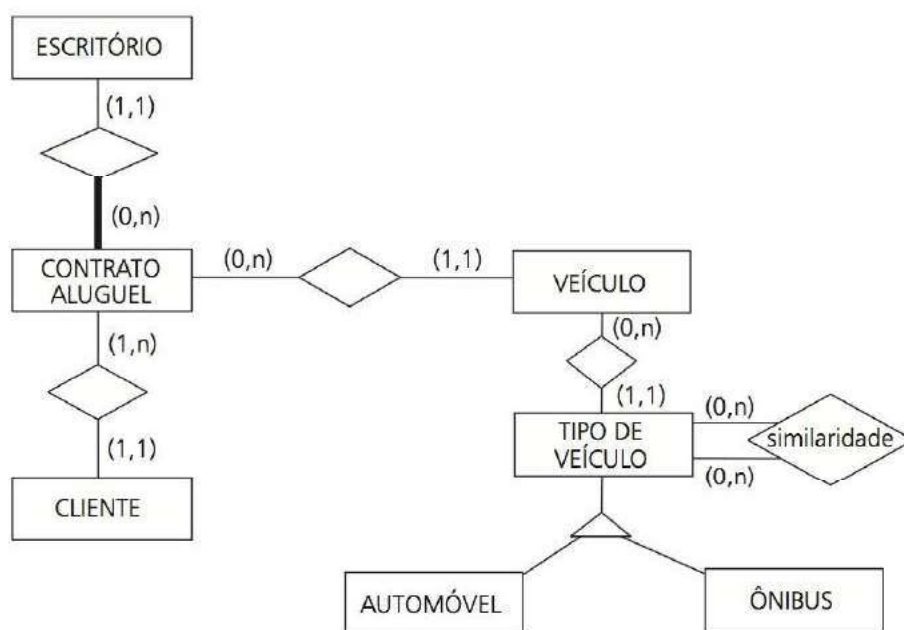 ESCRITÓRIO
(1,1)
(0,n)
CONTRATO
ALUGUEL
(0,n)
(1,1)
VEÍCULO
(1,n)
(0,n)
(1,1)
(1,1)
TIPO DE
VEÍCULO
(0,n)
similaridade
(0,n)
CLIENTE
AUTOMÓVEL
ÔNIBUS